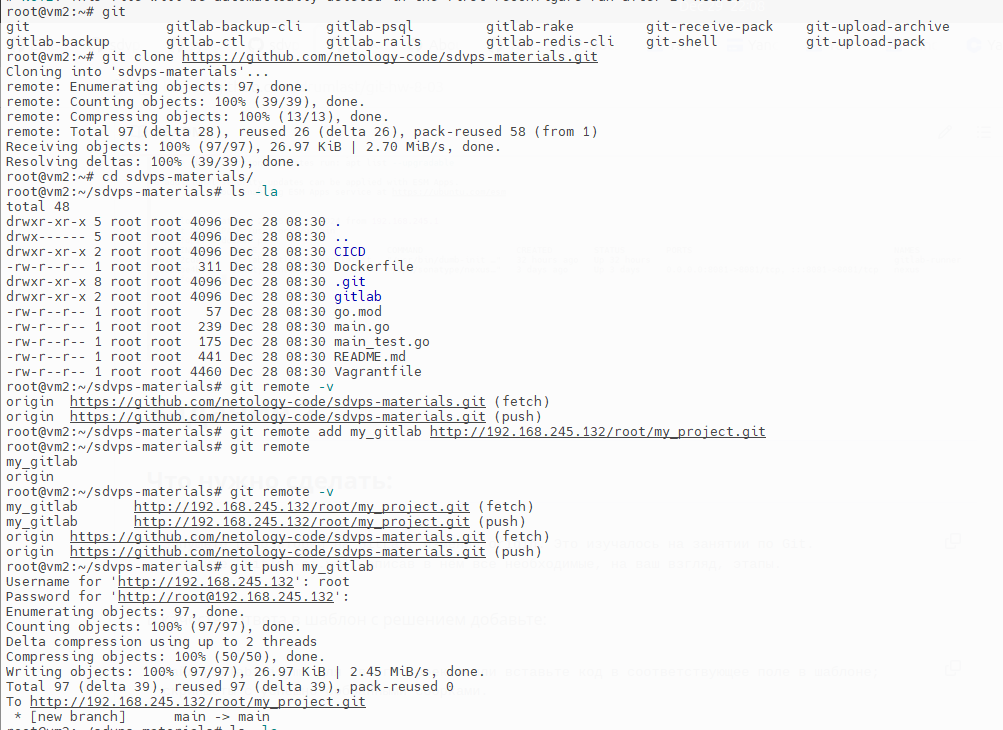 root@vm2:~# git
git                 gitlab-backup-cli   gitlab-psql         gitlab-rake         git-receive-pack    git-upload-archive
gitlab-backup       gitlab-ctl          gitlab-rails        gitlab-redis-cli    git-shell           git-upload-pack
root@vm2:~# git clone https://github.com/netology-code/sdvps-materials.git
Cloning into 'sdvps-materials'...
remote: Enumerating objects: 97, done.
remote: Counting objects: 100% (39/39), done.
remote: Compressing objects: 100% (13/13), done.
remote: Total 97 (delta 28), reused 26 (delta 26), pack-reused 58 (from 1)
Receiving objects: 100% (97/97), 26.97 KiB | 2.70 MiB/s, done.
Resolving deltas: 100% (39/39), done.
root@vm2:~# cd sdvps-materials/
root@vm2:~/sdvps-materials# ls -la
total 48
drwxr-xr-x 5 root root 4096 Dec 28 08:30 .
drwx------ 5 root root 4096 Dec 28 08:30 ..
drwxr-xr-x 2 root root 4096 Dec 28 08:30 CICD
-rw-r--r-- 1 root root  311 Dec 28 08:30 Dockerfile
drwxr-xr-x 8 root root 4096 Dec 28 08:30 .git
drwxr-xr-x 2 root root 4096 Dec 28 08:30 gitlab
-rw-r--r-- 1 root root   57 Dec 28 08:30 go.mod
-rw-r--r-- 1 root root  239 Dec 28 08:30 main.go
-rw-r--r-- 1 root root  175 Dec 28 08:30 main_test.go
-rw-r--r-- 1 root root  441 Dec 28 08:30 README.md
-rw-r--r-- 1 root root 4460 Dec 28 08:30 Vagrantfile
root@vm2:~/sdvps-materials# git remote -v
origin  https://github.com/netology-code/sdvps-materials.git (fetch)
origin  https://github.com/netology-code/sdvps-materials.git (push)
root@vm2:~/sdvps-materials# git remote add my_gitlab http://192.168.245.132/root/my_project.git
root@vm2:~/sdvps-materials# git remote
my_gitlab
origin
Что нужно сделать:
root@vm2:~/sdvps-materials# git remote -v
my_gitlab       http://192.168.245.132/root/my_project.git (fetch)
my_gitlab       http://192.168.245.132/root/my_project.git (push)
origin  https://github.com/netology-code/sdvps-materials.git (fetch)
origin  https://github.com/netology-code/sdvps-materials.git (push)
root@vm2:~/sdvps-materials# git push my_gitlab
Username for 'http://192.168.245.132': root
Password for 'http://root@192.168.245.132':
Enumerating objects: 97, done.
Counting objects: 100% (97/97), done.
Delta compression using up to 2 threads
Compressing objects: 100% (50/50), done.
Writing objects: 100% (97/97), 26.97 KiB | 2.45 MiB/s, done.
Total 97 (delta 39), reused 97 (delta 39), pack-reused 0
To http://192.168.245.132/root/my_project.git
 * [new branch]      main -> main